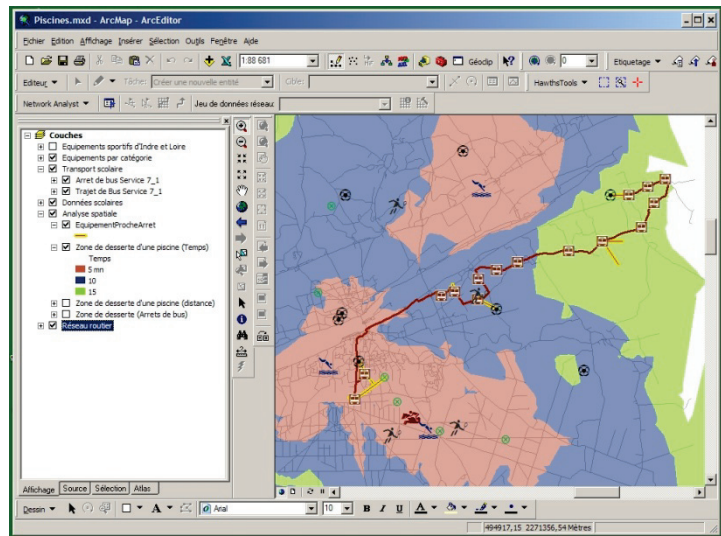 Piscines.mxd - ArcMap - ArcEditor
Fichier Edition Affichage Insérer Sélection Outils Fenêtre Aide
1:88 681 Géoclip 0 Etiquetage
Editeur Tâche: Créer une nouvelle entité Cible: HawthsTools
Network Analyst Jeu de données réseau:
Couches
Equipements sportifs d'Indre et Loire
Equipements par catégorie
Transport scolaire
Arret de bus Service 7_1
Trajet de Bus Service 7_1
Données scolaires
Analyse spatiale
EquipementProcheArret
Zone de desserte d'une piscine (Temps)
Temps
5 mn
10
15
Zone de desserte d'une piscine (distance)
Zone de desserte (Arrets de bus)
Réseau routier
Affichage Source Sélection Atlas
Dessin A Arial 10 B I U A
494917,15 2271356,54 Mètres